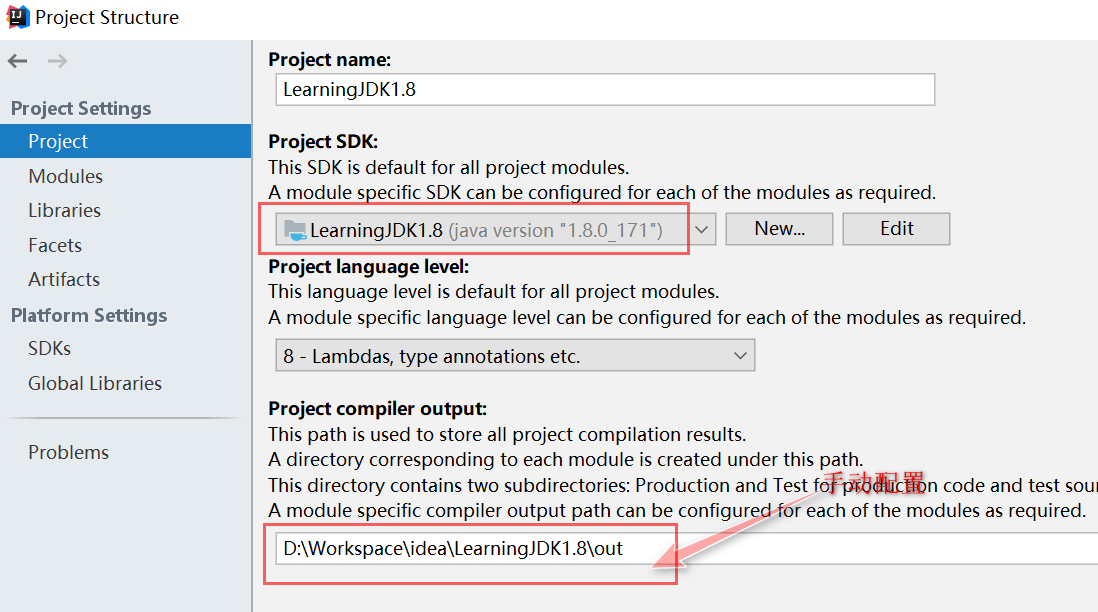 Project Structure
Project Settings
Project
Modules
Libraries
Facets
Artifacts
Platform Settings
SDKs
Global Libraries
Problems
Project name:
LearningJDK1.8
Project SDK:
This SDK is default for all project modules.
A module specific SDK can be configured for each of the modules as required.
LearningJDK1.8 (java version "1.8.0_171")
New...
Edit
Project language level:
This language level is default for all project modules.
A module specific language level can be configured for each of the modules as required.
8 - Lambdas, type annotations etc.
Project compiler output:
This path is used to store all project compilation results.
A directory corresponding to each module is created under this path.
This directory contains two subdirectories: Production and Test for production code and test sou
手动配置
A module specific compiler output path can be configured for each of the modules as required.
D:\Workspace\idea\LearningJDK1.8\out